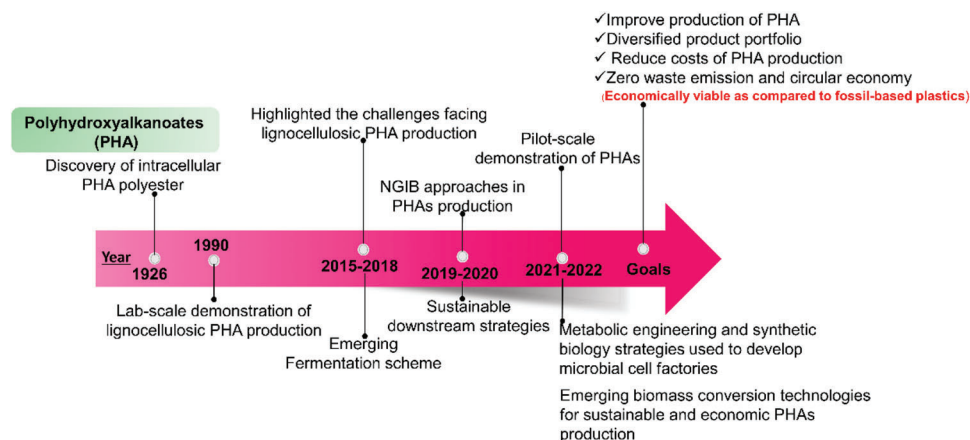 ✓Improve production of PHA
✓Diversified product portfolio
✓ Reduce costs of PHA production
✓Zero waste emission and circular economy
(Economically viable as compared to fossil-based plastics)
Polyhydroxyalkanoates
(PHA)
Discovery of intracellular
PHA polyester
Highlighted the challenges facing
lignocellulosic PHA production
NGIB approaches in
PHAs production
Pilot-scale
demonstration of PHAs
Year
1926
1990
2015-2018
2019-2020
2021-2022
Goals
Lab-scale demonstration of
lignocellulosic PHA production
Emerging
Fermentation scheme
Sustainable
downstream strategies
Metabolic engineering and synthetic
biology strategies used to develop
microbial cell factories
Emerging biomass conversion technologies
for sustainable and economic PHAs
production